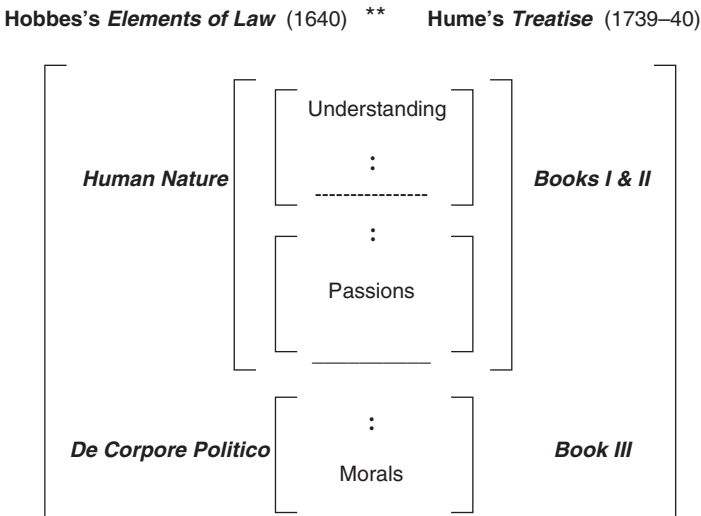 Hobbes's Elements of Law (1640) ** Hume's Treatise (1739–40)
Understanding
:
Human Nature Books I & II
----------------
:
Passions
__________
:
De Corpore Politico Book III
Morals